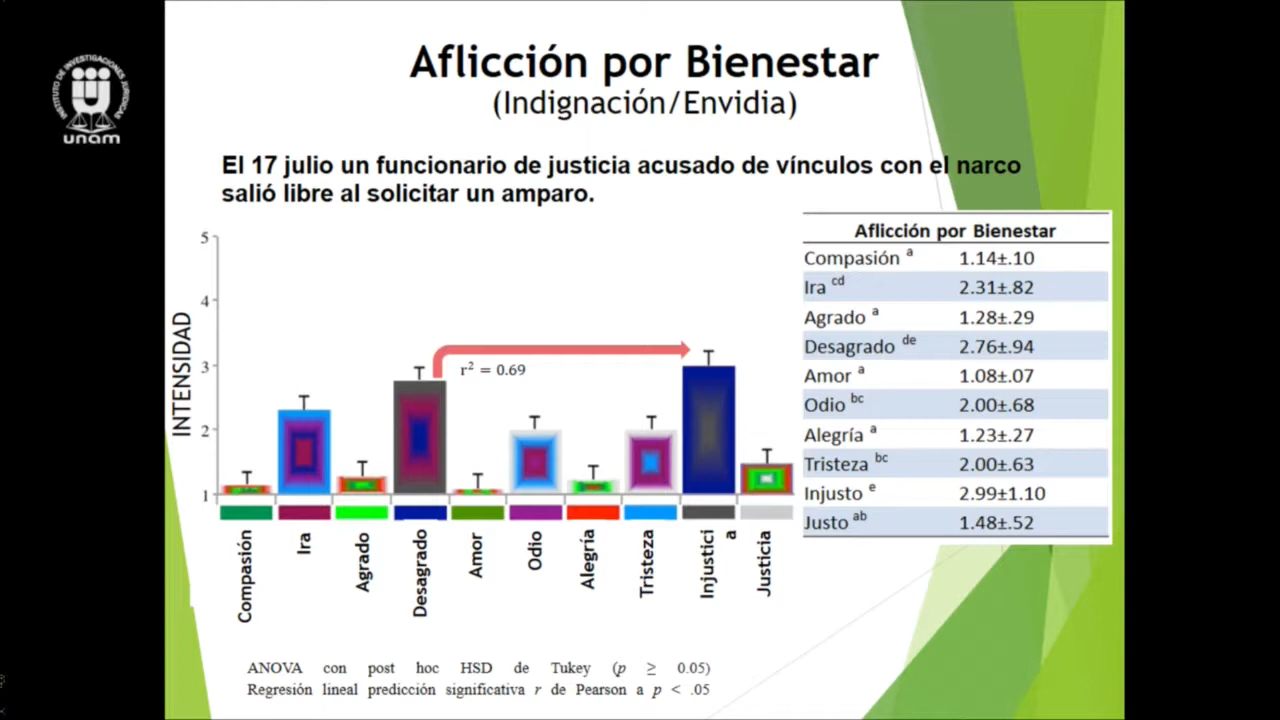 INSTITUTO DE INVESTIGACIONES JURÍDICAS
unam
Aflicción por Bienestar
(Indignación/Envidia)
El 17 julio un funcionario de justicia acusado de vínculos con el narco
salió libre al solicitar un amparo.
INTENSIDAD
5
4
3
2
1
r² = 0.69
Compasión
Ira
Agrado
Desagrado
Amor
Odio
Alegría
Tristeza
Injustici
a
Justicia
Aflicción por Bienestar
Compasión ᵃ 1.14±.10
Ira ᶜᵈ 2.31±.82
Agrado ᵃ 1.28±.29
Desagrado ᵈᵉ 2.76±.94
Amor ᵃ 1.08±.07
Odio ᵇᶜ 2.00±.68
Alegría ᵃ 1.23±.27
Tristeza ᵇᶜ 2.00±.63
Injusto ᵉ 2.99±1.10
Justo ᵃᵇ 1.48±.52
ANOVA con post hoc HSD de Tukey (p ≥ 0.05)
Regresión lineal predicción significativa r de Pearson a p < .05